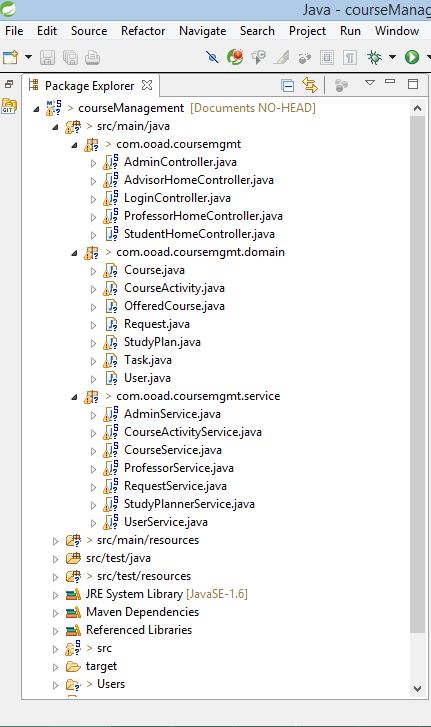 Java - courseManag
File Edit Source Refactor Navigate Search Project Run Window
Package Explorer
> courseManagement [Documents NO-HEAD]
> src/main/java
> com.ooad.coursemgmt
AdminController.java
AdvisorHomeController.java
LoginController.java
ProfessorHomeController.java
StudentHomeController.java
> com.ooad.coursemgmt.domain
Course.java
CourseActivity.java
OfferedCourse.java
Request.java
StudyPlan.java
Task.java
User.java
> com.ooad.coursemgmt.service
AdminService.java
CourseActivityService.java
CourseService.java
ProfessorService.java
RequestService.java
StudyPlannerService.java
UserService.java
> src/main/resources
src/test/java
> src/test/resources
JRE System Library [JavaSE-1.6]
Maven Dependencies
Referenced Libraries
> src
target
> Users